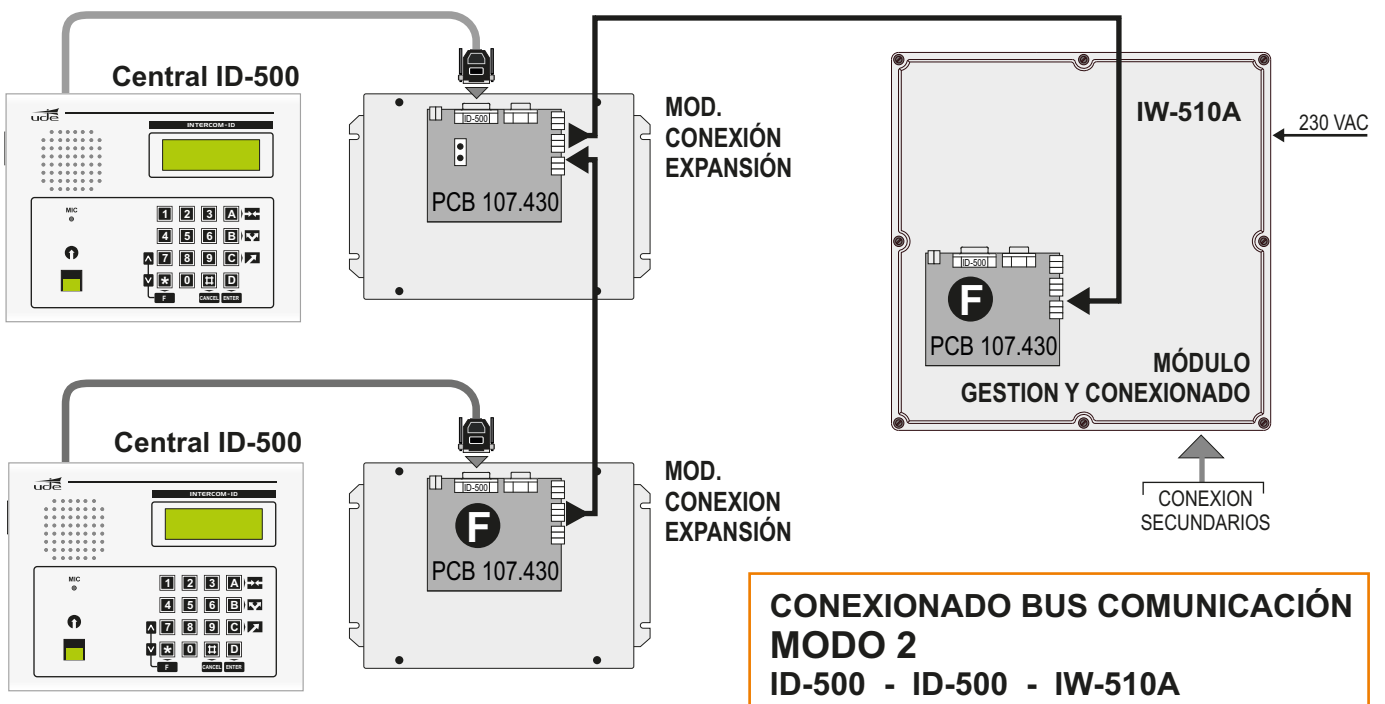 Central ID-500
ude
INTERCOM-ID
MIC
1 2 3 A
4 5 6 B
7 8 9 C
* 0 # D
F CANCEL ENTER
ID-500
PCB 107.430
MOD.
CONEXIÓN
EXPANSIÓN
IW-510A
230 VAC
ID-500
F
PCB 107.430
MÓDULO
GESTION Y CONEXIONADO
CONEXION
SECUNDARIOS
Central ID-500
ude
INTERCOM-ID
MIC
1 2 3 A
4 5 6 B
7 8 9 C
* 0 # D
F CANCEL ENTER
ID-500
F
PCB 107.430
MOD.
CONEXION
EXPANSIÓN
CONEXIONADO BUS COMUNICACIÓN
MODO 2
ID-500 - ID-500 - IW-510A